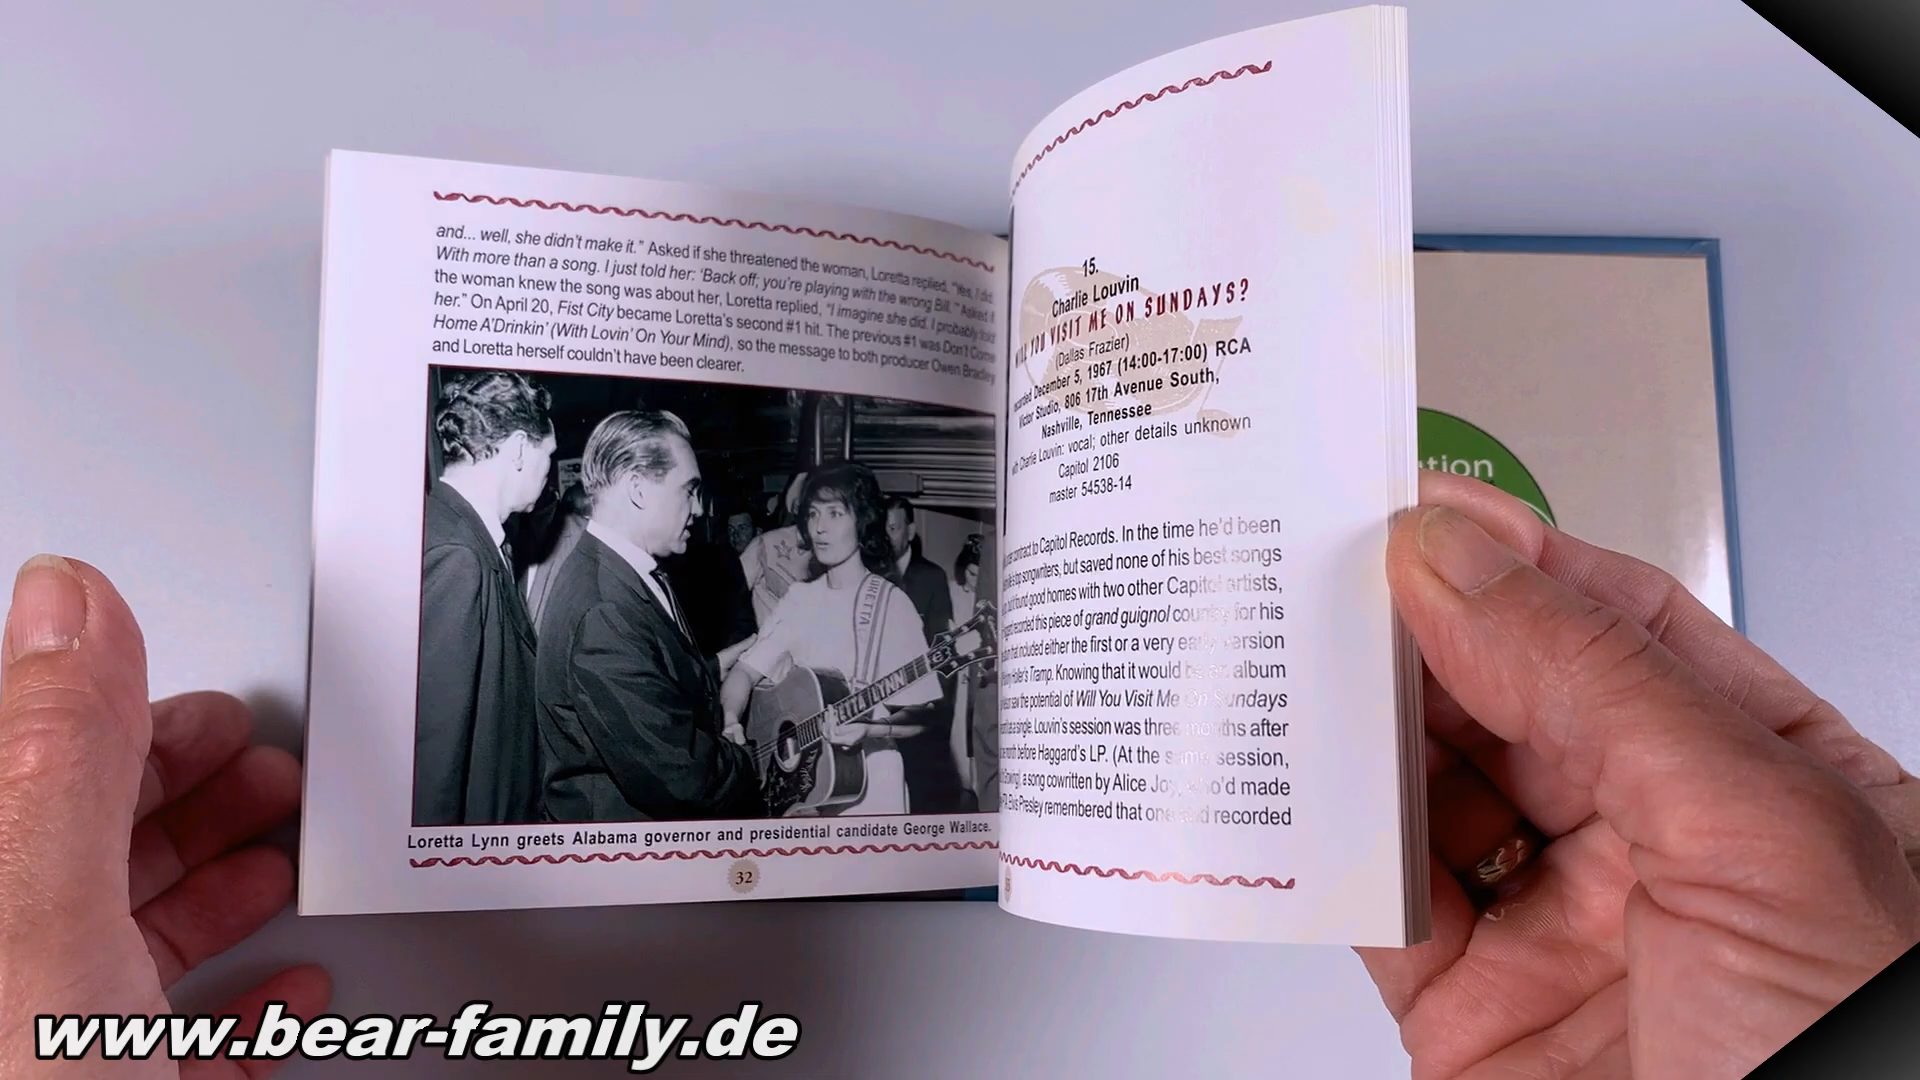 and... well, she didn't make it." Asked if she threatened the woman, Loretta replied, "Yes, I did.
With more than a song. I just told her: 'Back off; you're playing with the wrong Bill.'" Asked if
the woman knew the song was about her, Loretta replied, "I imagine she did. I probably told
her." On April 20, Fist City became Loretta's second #1 hit. The previous #1 was Don't Come
Home A'Drinkin' (With Lovin' On Your Mind), so the message to both producer Owen Bradley
and Loretta herself couldn't have been clearer.
LORETTA
LORETTA LYNN
Loretta Lynn greets Alabama governor and presidential candidate George Wallace.
32
15.
Charlie Louvin
WILL YOU VISIT ME ON SUNDAYS?
(Dallas Frazier)
recorded December 5, 1967 (14:00-17:00) RCA
Victor Studio, 806 17th Avenue South,
Nashville, Tennessee
with Charlie Louvin: vocal; other details unknown
Capitol 2106
master 54538-14
contract to Capitol Records. In the time he'd been
songwriters, but saved none of his best songs
found good homes with two other Capitol artists,
recorded this piece of grand guignol country for his
that included either the first or a very early version
Tramp. Knowing that it would be an album
saw the potential of Will You Visit Me On Sundays
single. Louvin's session was three months after
before Haggard's LP. (At the same session,
a song cowritten by Alice Joy, who'd made
Elvis Presley remembered that one and recorded
www.bear-family.de